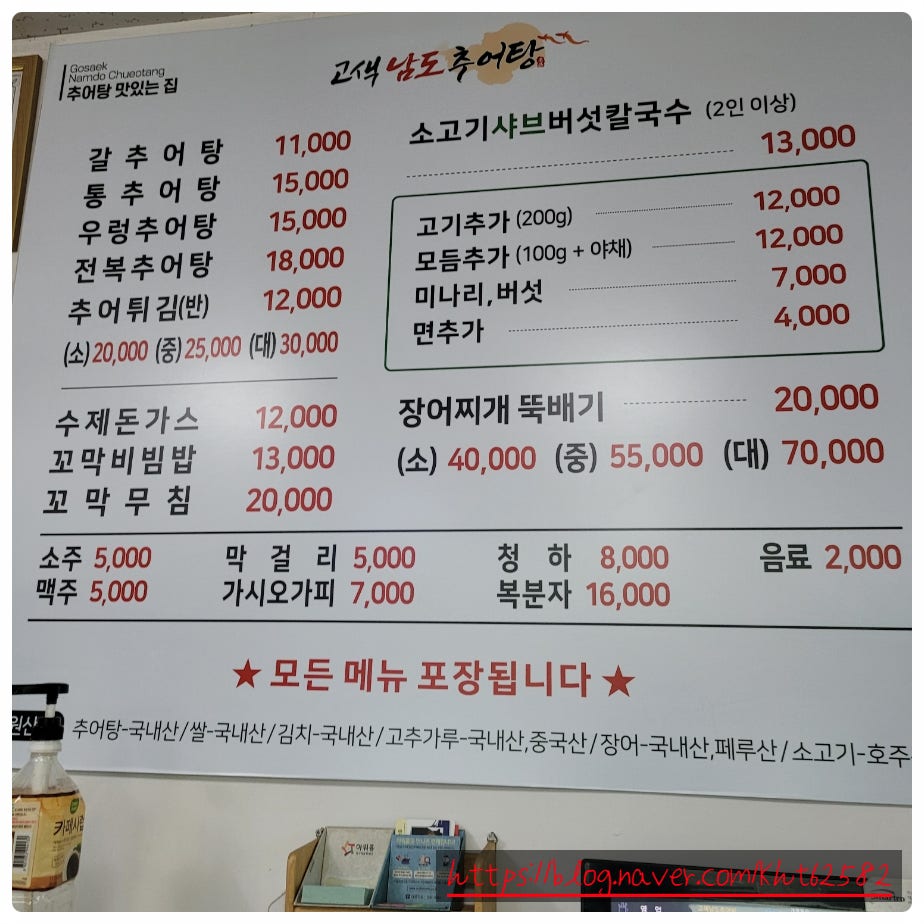 Gosaek
Namdo Chueotang
추어탕 맛있는 집
고색 남도 추어탕
갈추어탕 11,000
통추어탕 15,000
우렁추어탕 15,000
전복추어탕 18,000
추어튀김(반) 12,000
(소) 20,000 (중) 25,000 (대) 30,000
수제돈가스 12,000
꼬막비빔밥 13,000
꼬막무침 20,000
소고기샤브버섯칼국수 (2인 이상)
13,000
고기추가 (200g) 12,000
모듬추가 (100g + 야채) 12,000
미나리,버섯 7,000
면추가 4,000
장어찌개 뚝배기 20,000
(소) 40,000 (중) 55,000 (대) 70,000
소주 5,000 막걸리 5,000 청하 8,000 음료 2,000
맥주 5,000 가시오가피 7,000 복분자 16,000
★ 모든 메뉴 포장됩니다 ★
원산
추어탕-국내산/쌀-국내산/김치-국내산/고추가루-국내산,중국산/장어-국내산,페루산/소고기-호주
카페시럽
아워홈
https://blog.naver.com/kht62582